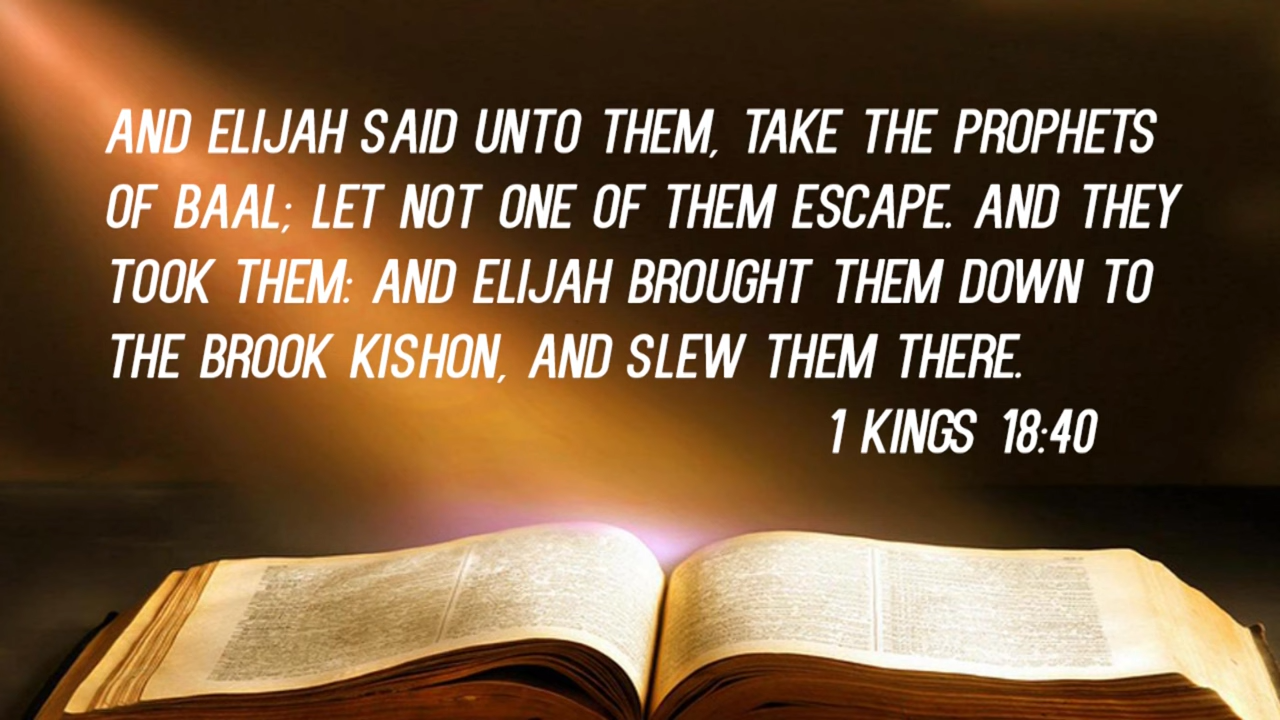 AND ELIJAH SAID UNTO THEM, TAKE THE PROPHETS
OF BAAL; LET NOT ONE OF THEM ESCAPE. AND THEY
TOOK THEM: AND ELIJAH BROUGHT THEM DOWN TO
THE BROOK KISHON, AND SLEW THEM THERE.
1 KINGS 18:40